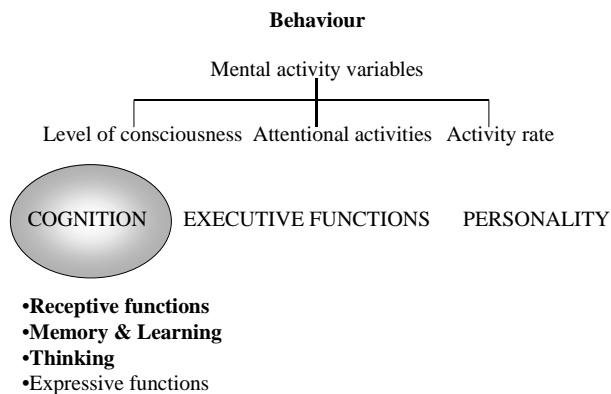 Behaviour
Mental activity variables
Level of consciousness Attentional activities Activity rate
COGNITION EXECUTIVE FUNCTIONS PERSONALITY
•Receptive functions
•Memory & Learning
•Thinking
•Expressive functions